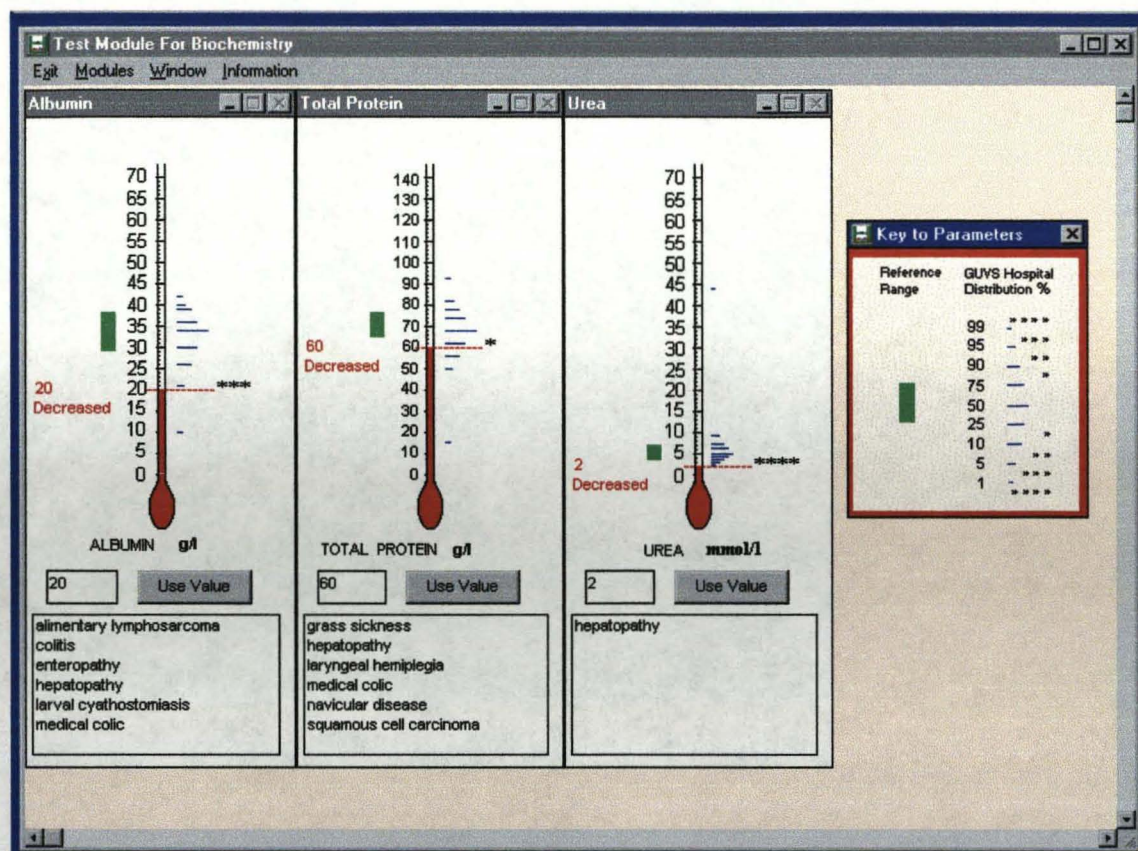 Test Module For Biochemistry
Exit Modules Window Information
Albumin
70
65
60
55
50
45
40
35
30
25
20
15
10
5
0
20
Decreased
***
ALBUMIN g/l
20
Use Value
alimentary lymphosarcoma
colitis
enteropathy
hepatopathy
larval cyathostomiasis
medical colic
Total Protein
140
130
120
110
100
90
80
70
60
50
40
30
20
10
0
60
Decreased
*
TOTAL PROTEIN g/l
60
Use Value
grass sickness
hepatopathy
laryngeal hemiplegia
medical colic
navicular disease
squamous cell carcinoma
Urea
70
65
60
55
50
45
40
35
30
25
20
15
10
5
0
2
Decreased
****
UREA mmol/l
2
Use Value
hepatopathy
Key to Parameters
Reference
Range
GUVS Hospital
Distribution %
99
95
90
75
50
25
10
5
1